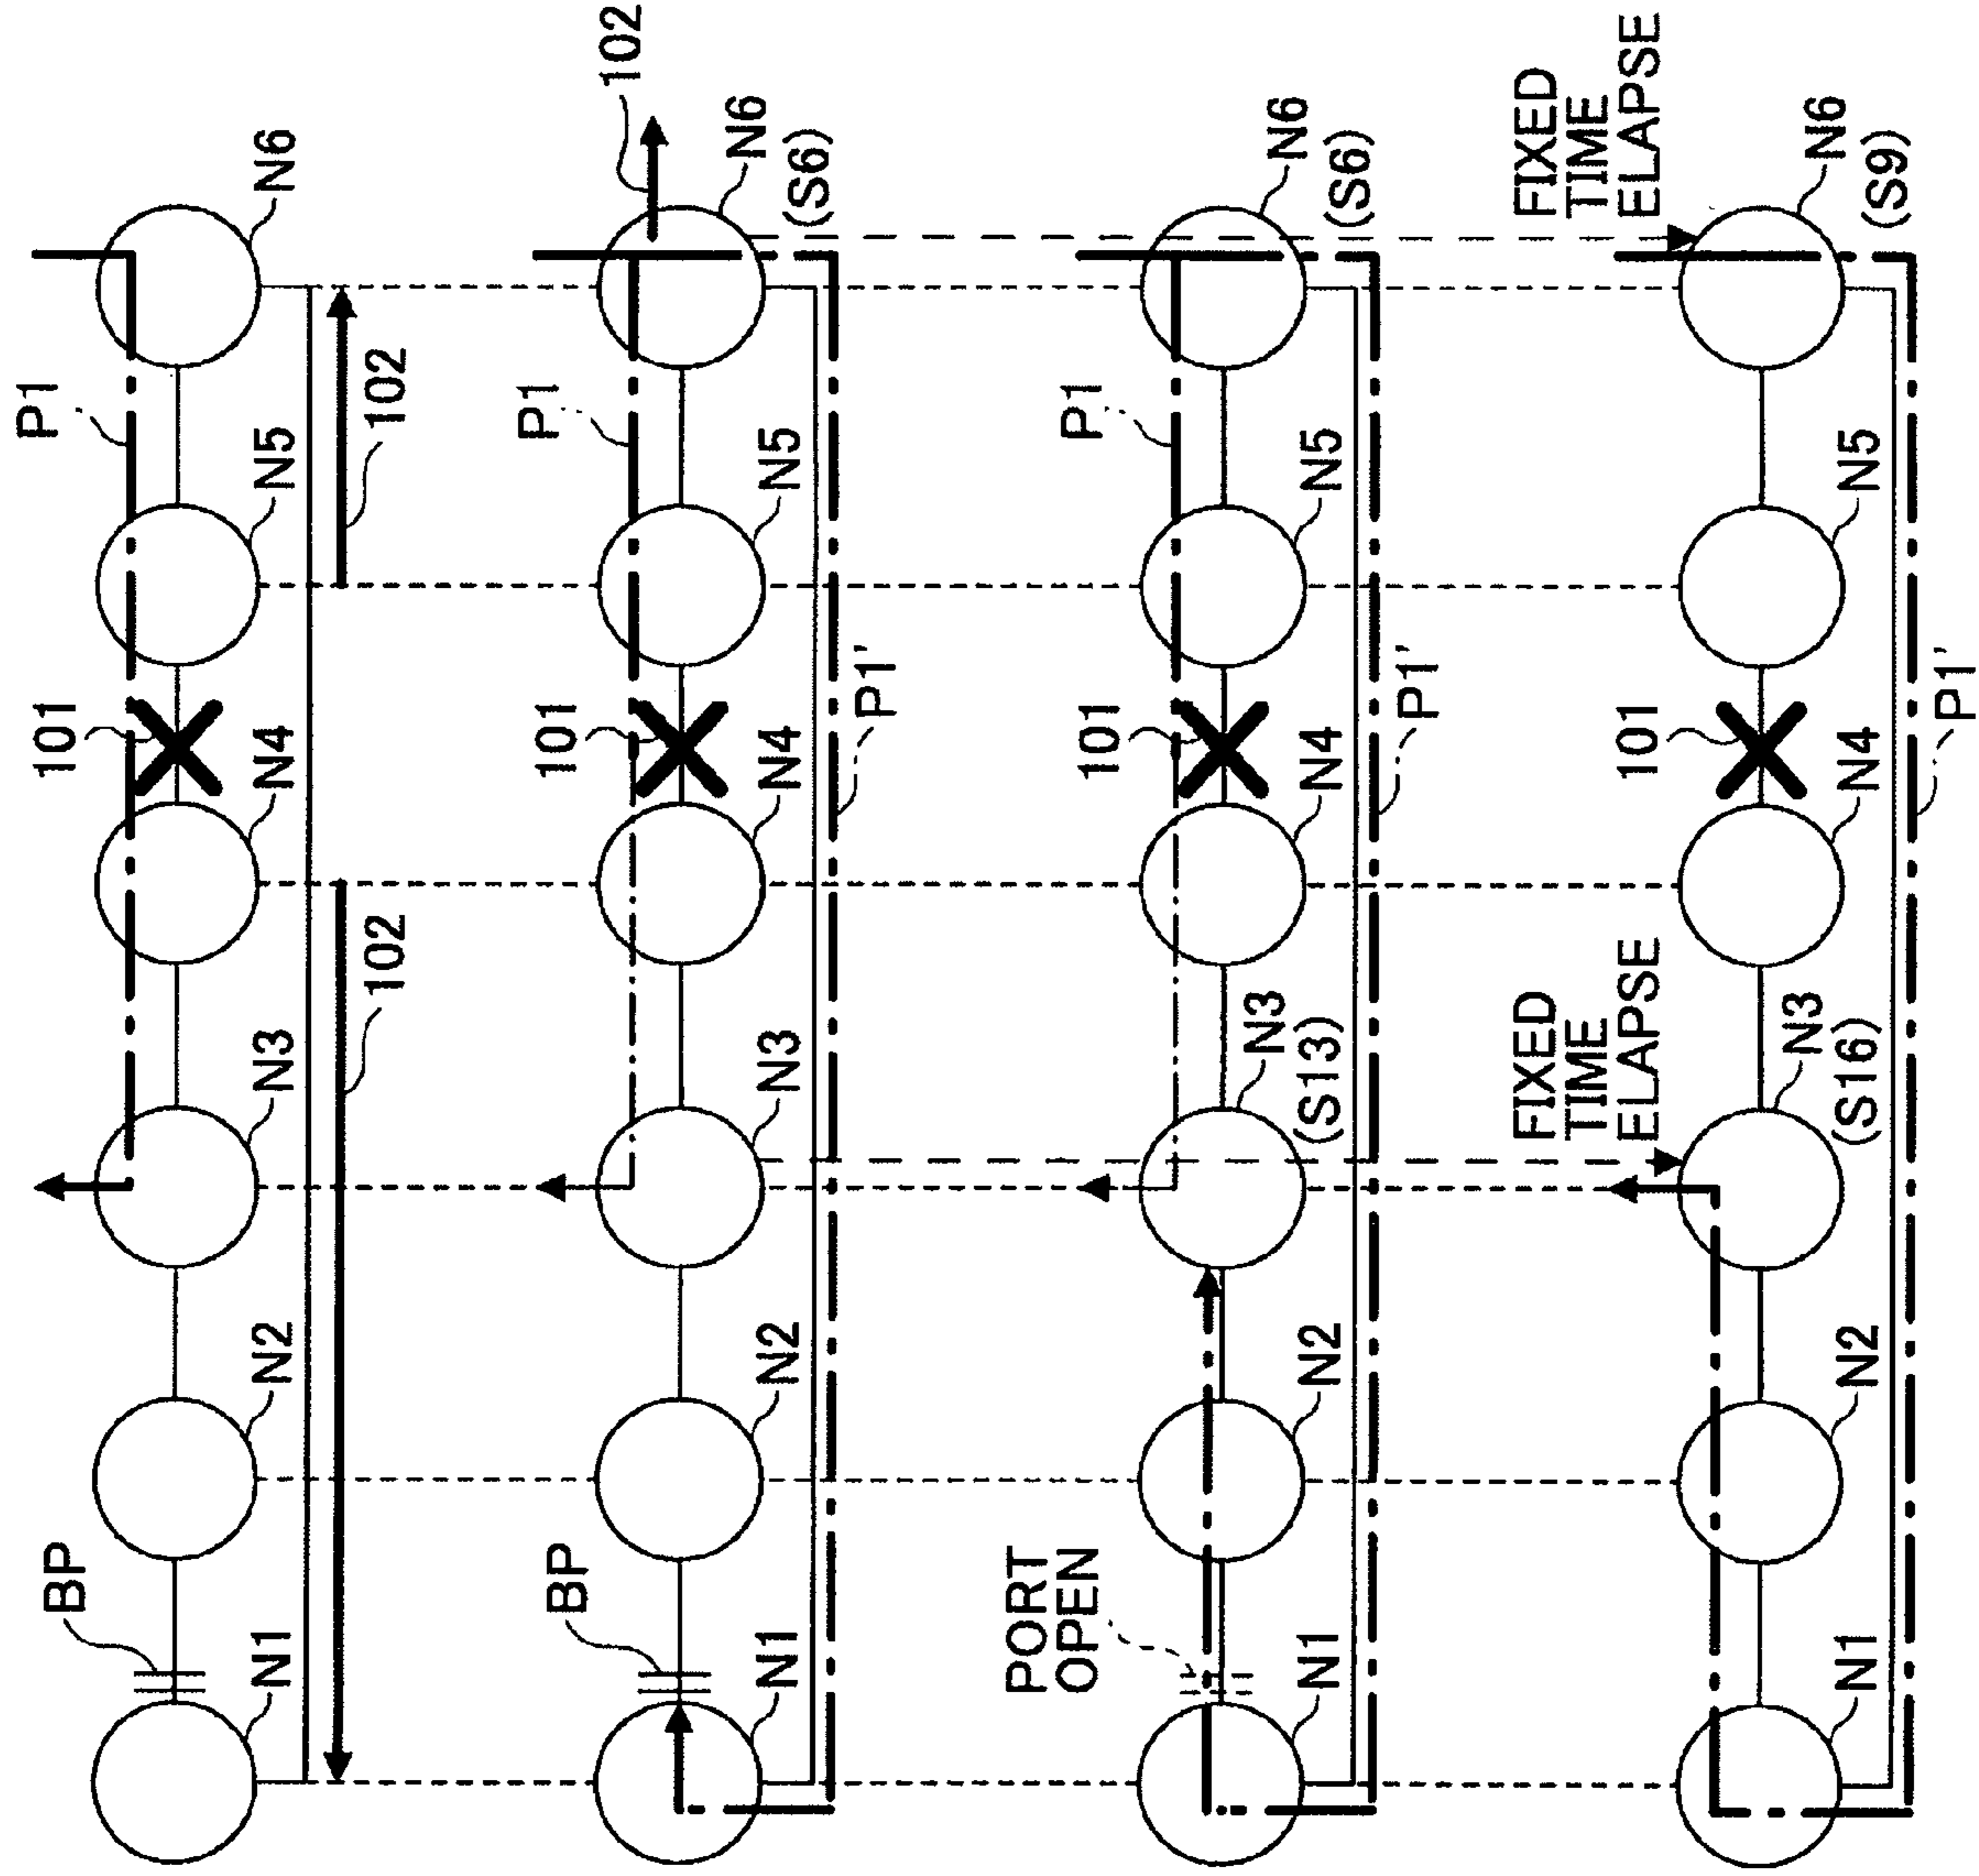 P1
101
BP
N6
N5
N4
N3
N2
N1
102
102
102
P1
101
BP
N6
(S6)
N5
N4
N3
N2
N1
P1'
P1
101
PORT
OPEN
N6
(S6)
N5
N4
N3
(S13)
N2
N1
P1'
FIXED
TIME
ELAPSE
101
FIXED
TIME
ELAPSE
N6
(S9)
N5
N4
N3
(S16)
N2
N1
P1'